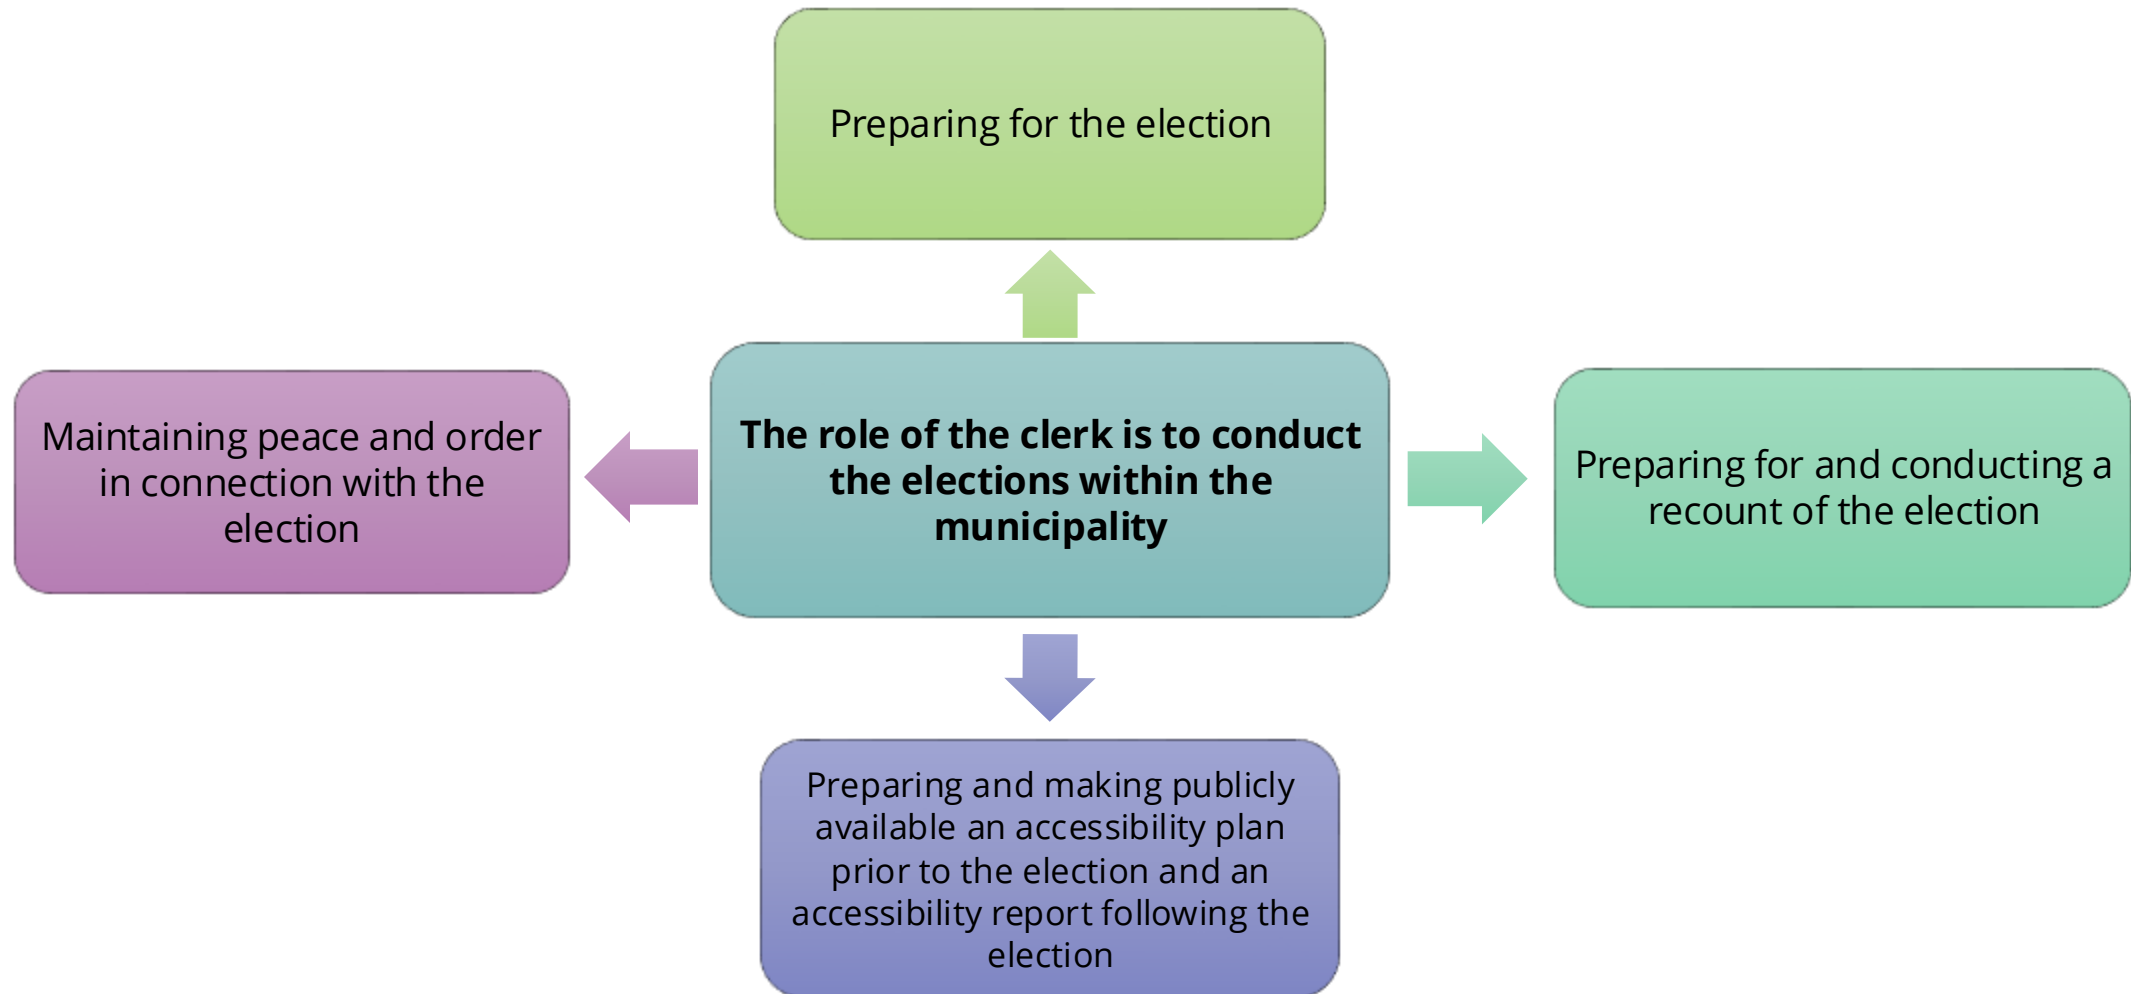 Preparing for the election
Maintaining peace and order
in connection with the
election
The role of the clerk is to conduct
the elections within the
municipality
Preparing for and conducting a
recount of the election
Preparing and making publicly
available an accessibility plan
prior to the election and an
accessibility report following the
election